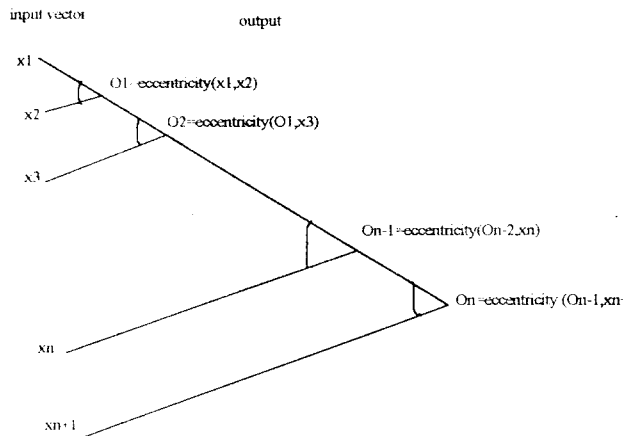 input vector
output
x1
O1=eccentricity(x1,x2)
x2
O2=eccentricity(O1,x3)
x3
On-1=eccentricity(On-2,xn)
On=eccentricity (On-1,xn+
xn
xn+1